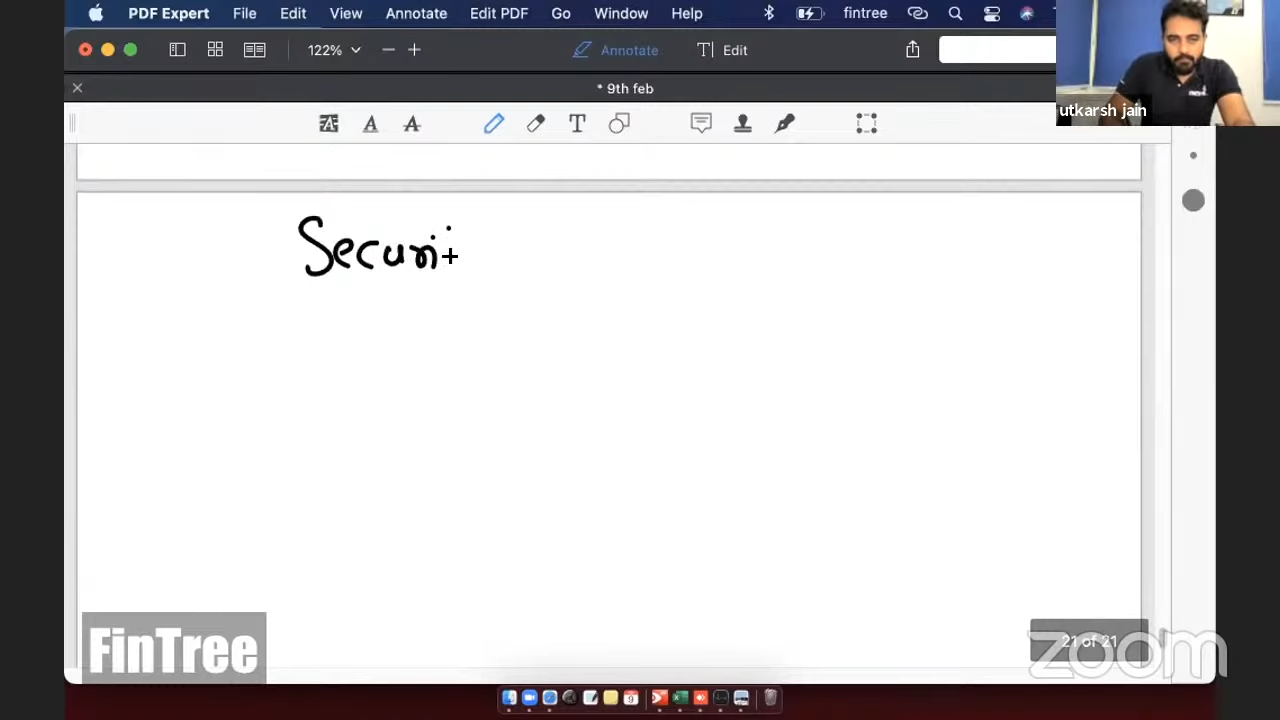 PDF Expert File Edit View Annotate Edit PDF Go Window Help fintree
122% Annotate T Edit
* 9th feb
utkarsh jain
A A A T
Securi
21 of 21
FinTree
zoom
9